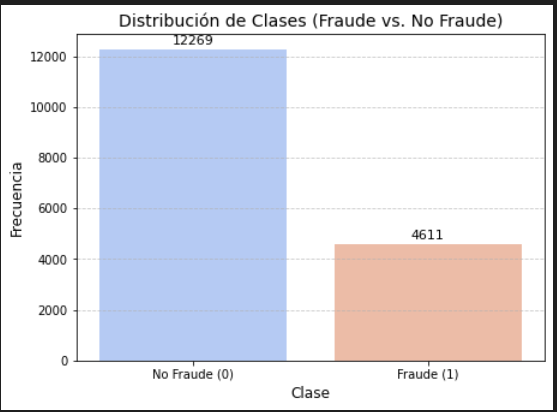 Distribución de Clases (Fraude vs. No Fraude)
12269
4611
12000
10000
8000
6000
4000
2000
0
Frecuencia
No Fraude (0)
Fraude (1)
Clase